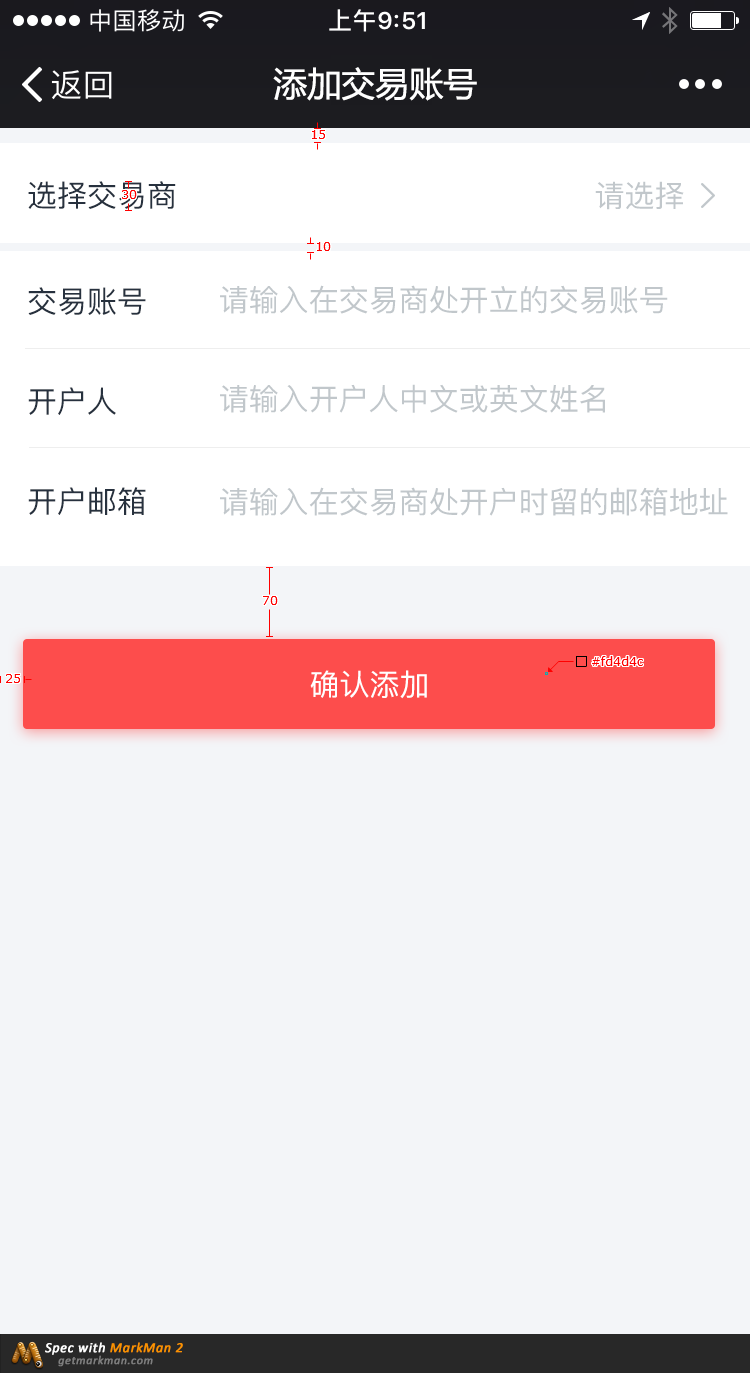 中国移动 上午9:51
返回 添加交易账号
15
选择交易商 请选择
30
10
交易账号 请输入在交易商处开立的交易账号
开户人 请输入开户人中文或英文姓名
开户邮箱 请输入在交易商处开户时留的邮箱地址
70
#fd4d4c
25 确认添加
Spec with MarkMan 2
getmarkman.com